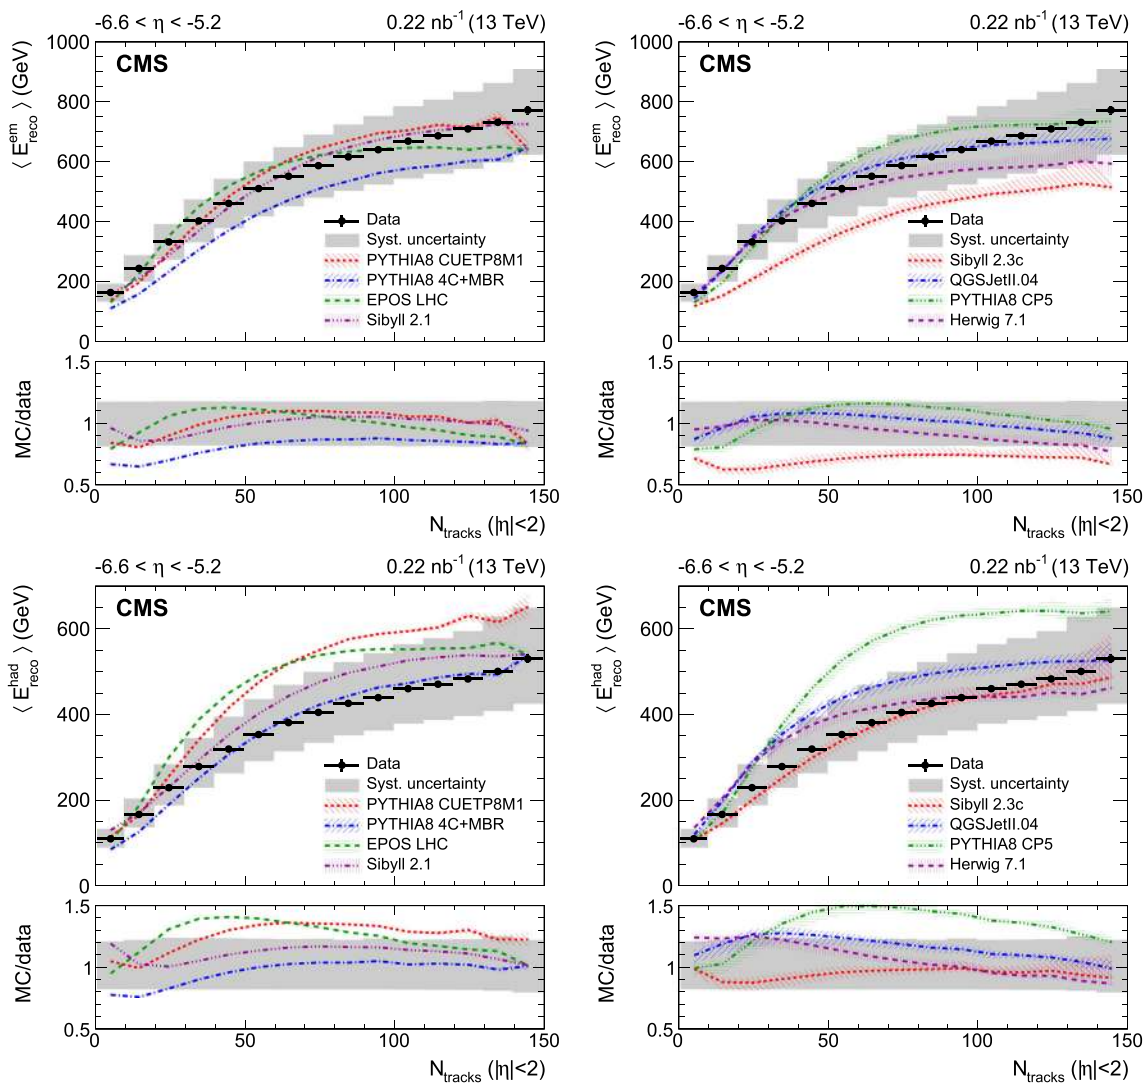 -6.6 < η < -5.2 0.22 nb⁻¹ (13 TeV)
CMS
⟨ E^em_reco ⟩ (GeV)
1000
800
600
400
200
0
Data
Syst. uncertainty
PYTHIA8 CUETP8M1
PYTHIA8 4C+MBR
EPOS LHC
Sibyll 2.1
MC/data
1.5
1
0.5
0 50 100 150
N_tracks (|η|<2)
-6.6 < η < -5.2 0.22 nb⁻¹ (13 TeV)
CMS
⟨ E^em_reco ⟩ (GeV)
1000
800
600
400
200
0
Data
Syst. uncertainty
Sibyll 2.3c
QGSJetII.04
PYTHIA8 CP5
Herwig 7.1
MC/data
1.5
1
0.5
0 50 100 150
N_tracks (|η|<2)
-6.6 < η < -5.2 0.22 nb⁻¹ (13 TeV)
CMS
⟨ E^had_reco ⟩ (GeV)
600
400
200
0
Data
Syst. uncertainty
PYTHIA8 CUETP8M1
PYTHIA8 4C+MBR
EPOS LHC
Sibyll 2.1
MC/data
1.5
1
0.5
0 50 100 150
N_tracks (|η|<2)
-6.6 < η < -5.2 0.22 nb⁻¹ (13 TeV)
CMS
⟨ E^had_reco ⟩ (GeV)
600
400
200
0
Data
Syst. uncertainty
Sibyll 2.3c
QGSJetII.04
PYTHIA8 CP5
Herwig 7.1
MC/data
1.5
1
0.5
0 50 100 150
N_tracks (|η|<2)